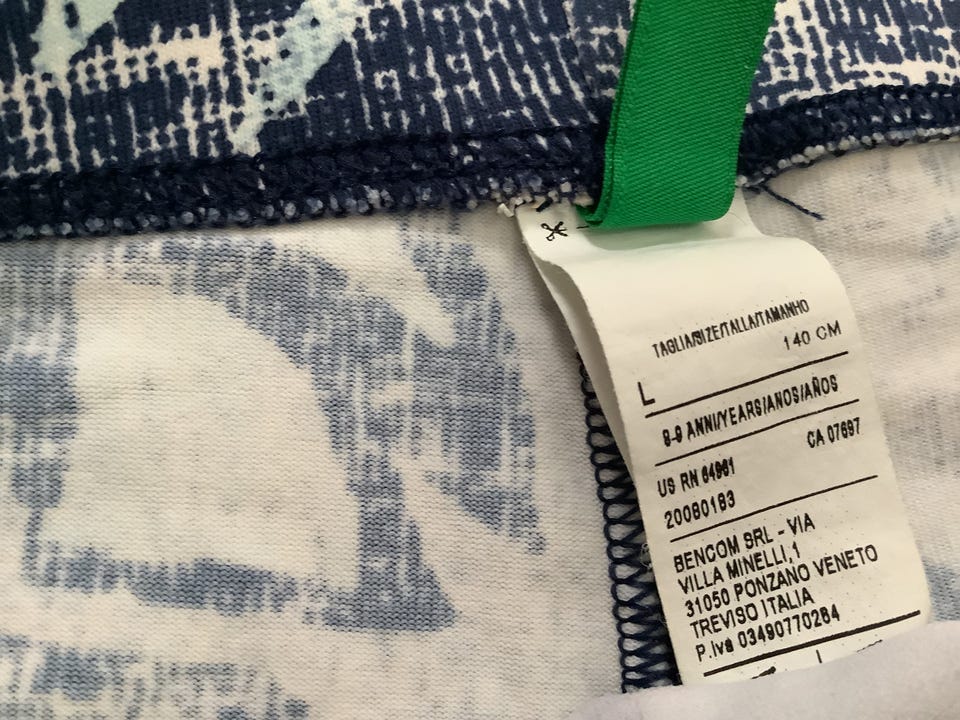 TAGLIA/SIZE/TALLA/TAMANHO
140 CM
L
8-9 ANNI/YEARS/ANOS/AÑOS
CA 07697
US RN 64981
20080183
BENCOM SRL - VIA
VILLA MINELLI,1
31050 PONZANO VENETO
TREVISO ITALIA
P.iva 03490770264